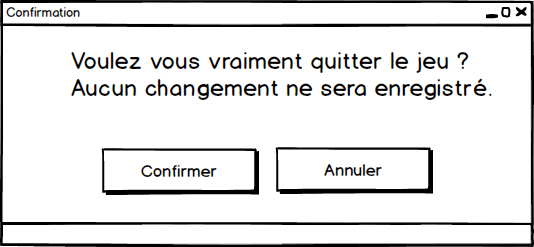 Confirmation
Voulez vous vraiment quitter le jeu ?
Aucun changement ne sera enregistré.
Confirmer
Annuler